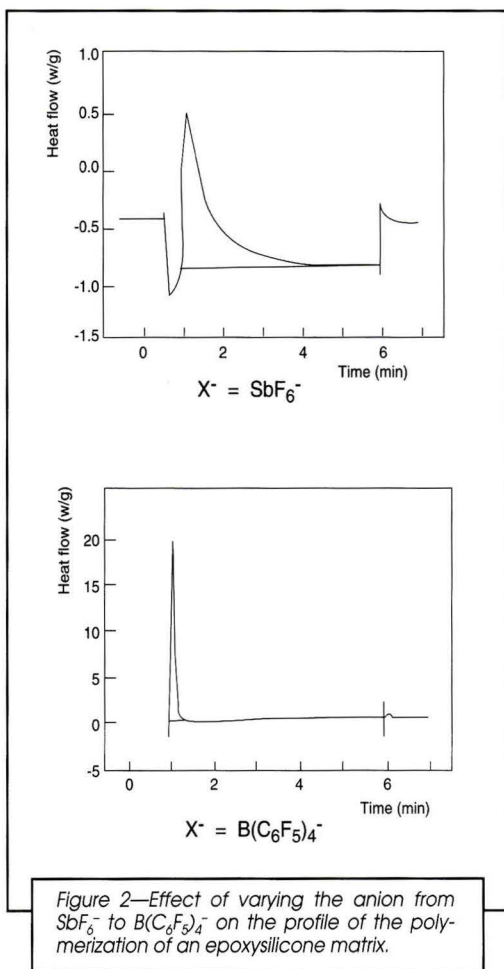 Heat flow (w/g)
1.0
0.5
0.0
-0.5
-1.0
-1.5
0 2 4 6
Time (min)
X⁻ = SbF₆⁻
Heat flow (w/g)
20
15
10
5
0
-5
0 2 4 6
Time (min)
X⁻ = B(C₆F₅)₄⁻
Figure 2—Effect of varying the anion from
SbF₆⁻ to B(C₆F₅)₄⁻ on the profile of the poly-
merization of an epoxysilicone matrix.